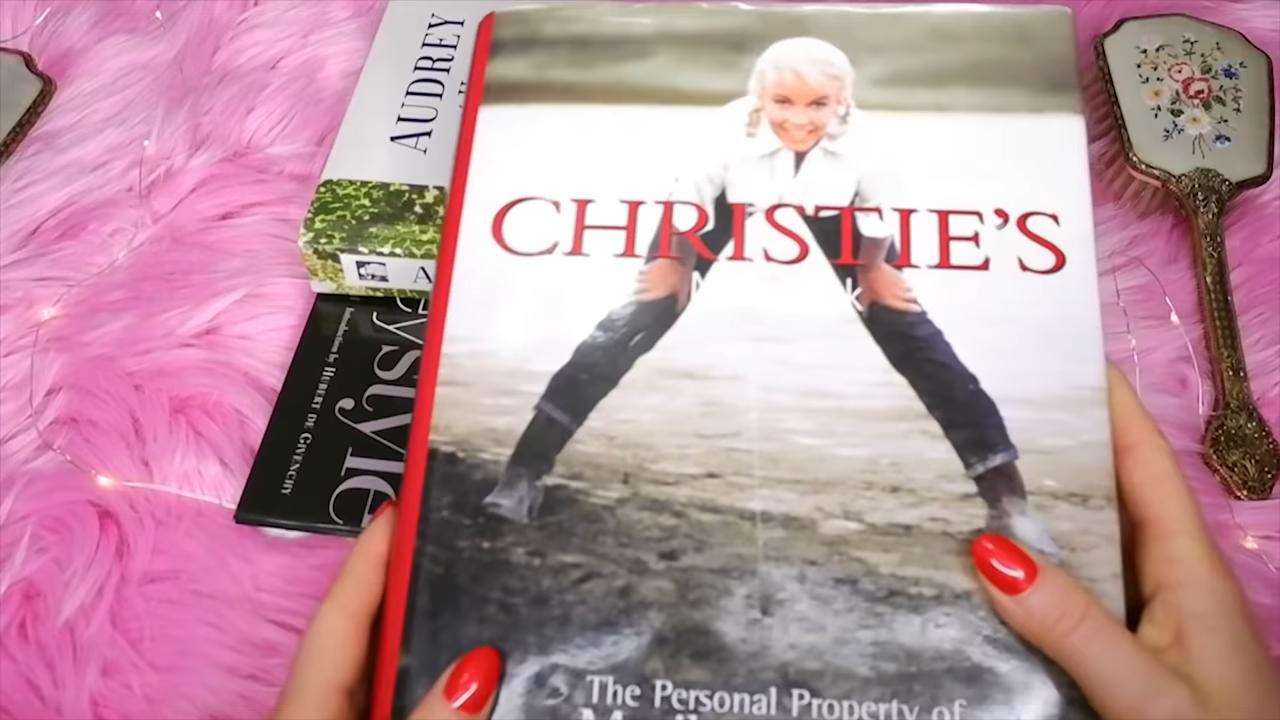 AUDREY
A
CHRISTIE'S
style
Introduction by HUBERT DE GIVENCHY
The Personal Property of